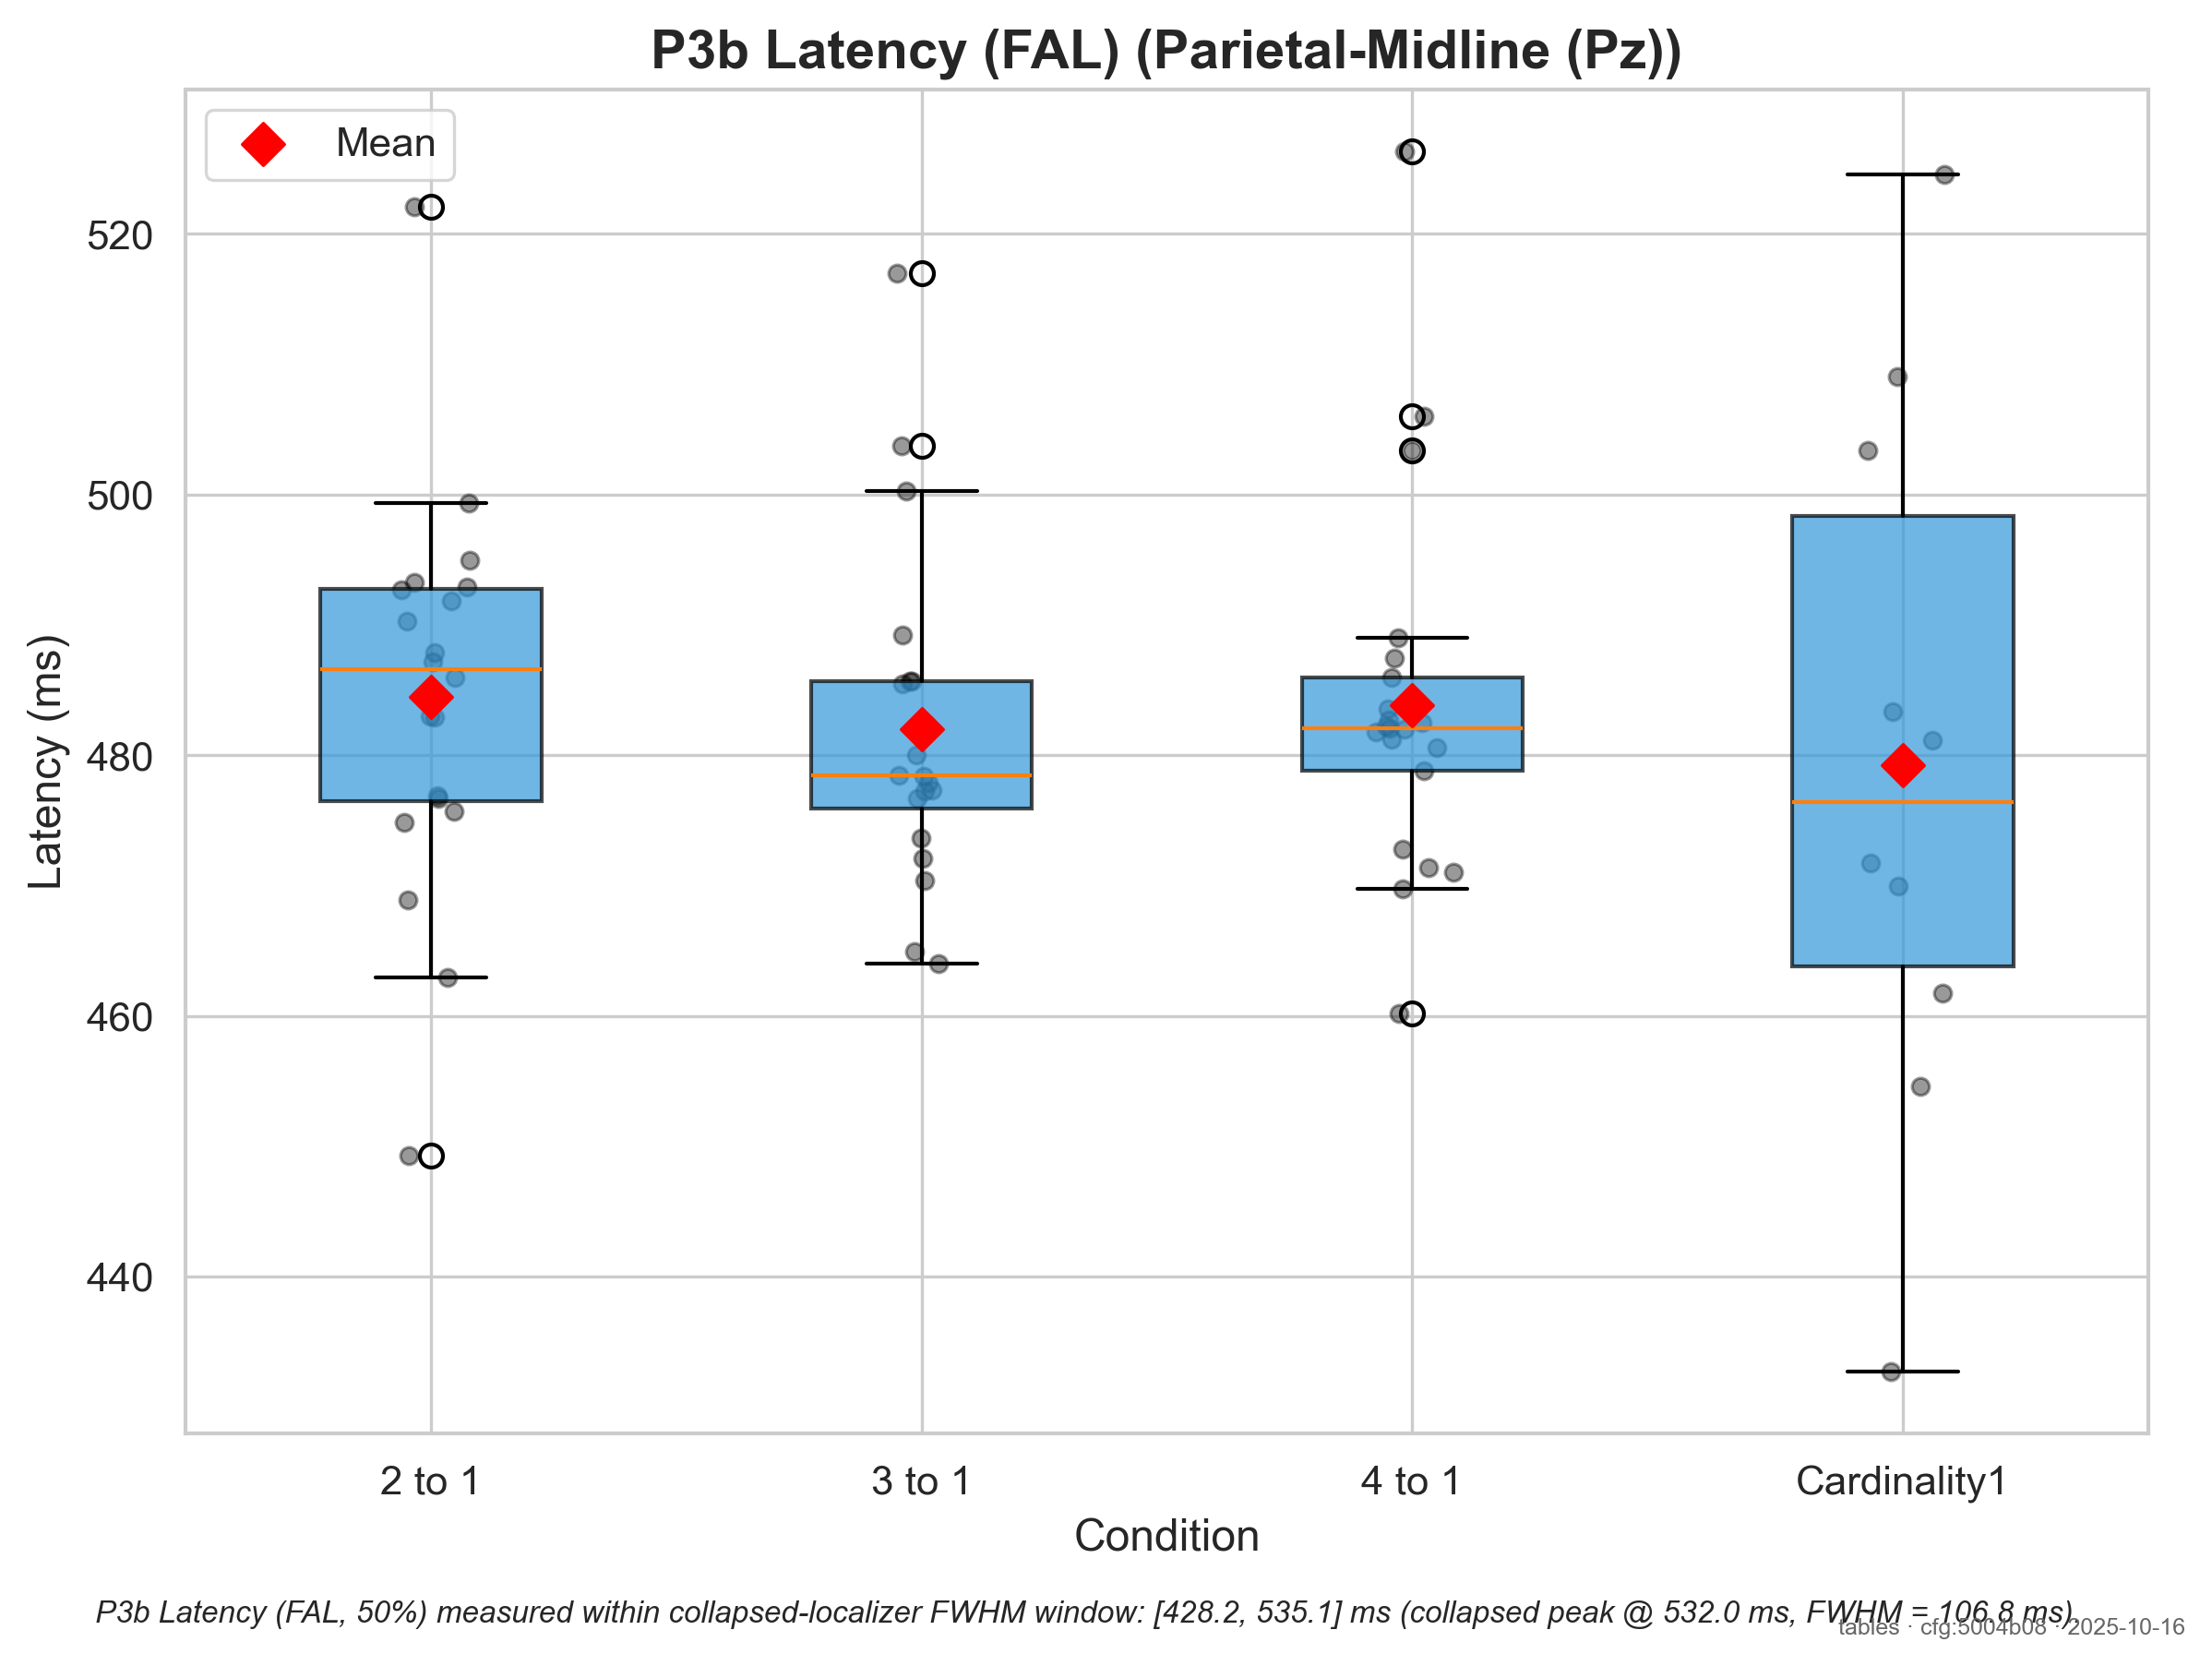 P3b Latency (FAL) (Parietal-Midline (Pz))
Mean
Latency (ms)
520
500
480
460
440
2 to 1
3 to 1
4 to 1
Cardinality1
Condition
P3b Latency (FAL, 50%) measured within collapsed-localizer FWHM window: [428.2, 535.1] ms (collapsed peak @ 532.0 ms, FWHM = 106.8 ms).
tables · cfg:5004b08 · 2025-10-16